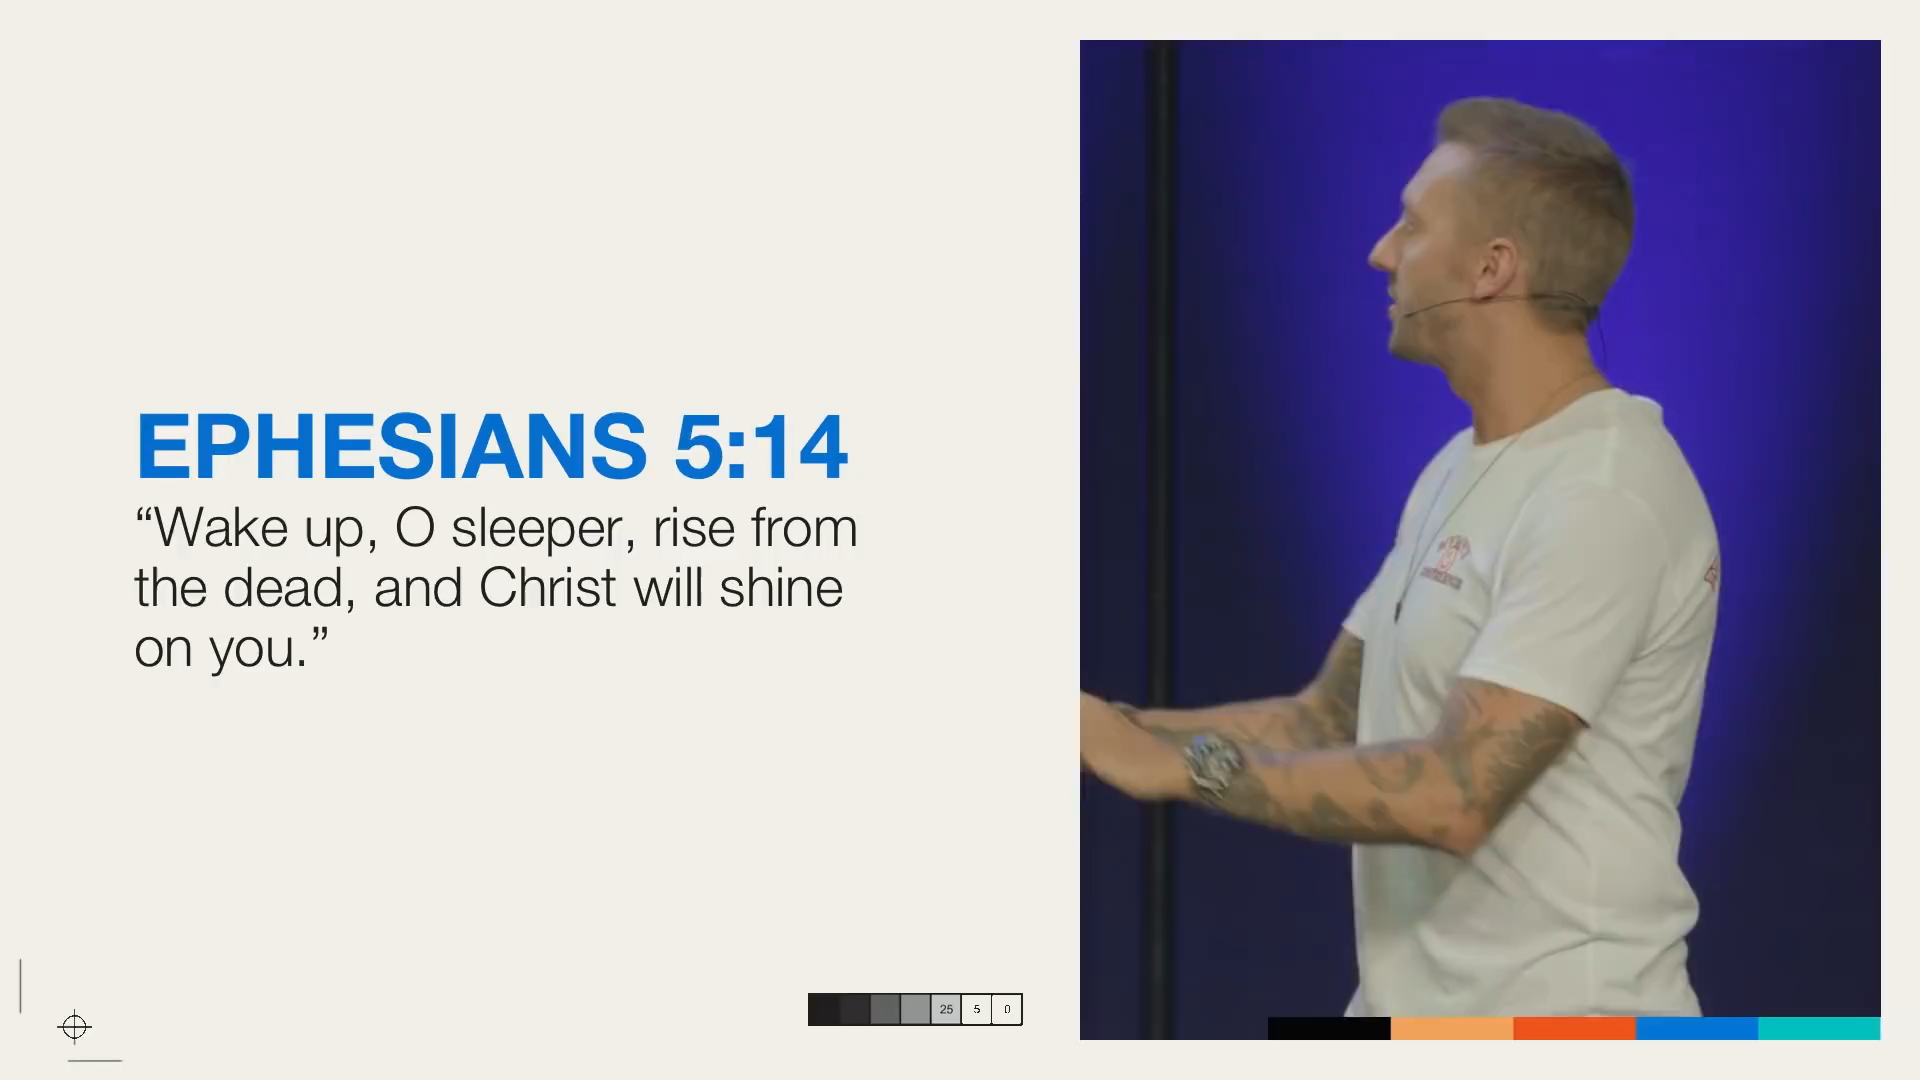 EPHESIANS 5:14
“Wake up, O sleeper, rise from
the dead, and Christ will shine
on you.”
25 5 0